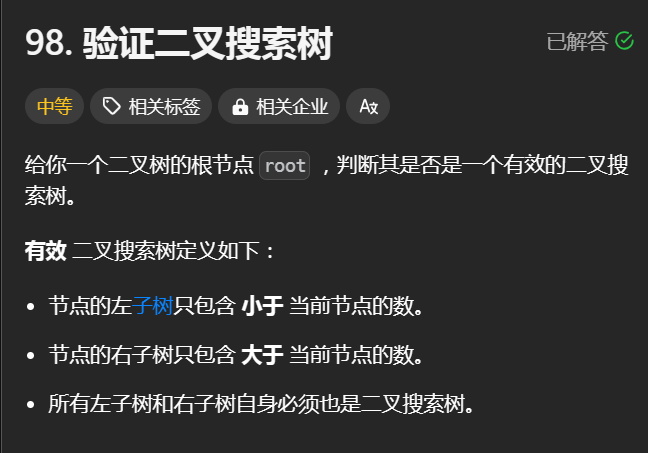 98. 验证二叉搜索树
已解答
中等 相关标签 相关企业 Aあ
给你一个二叉树的根节点 root ，判断其是否是一个有效的二叉搜
索树。
有效 二叉搜索树定义如下：
• 节点的左子树只包含 小于 当前节点的数。
• 节点的右子树只包含 大于 当前节点的数。
• 所有左子树和右子树自身必须也是二叉搜索树。